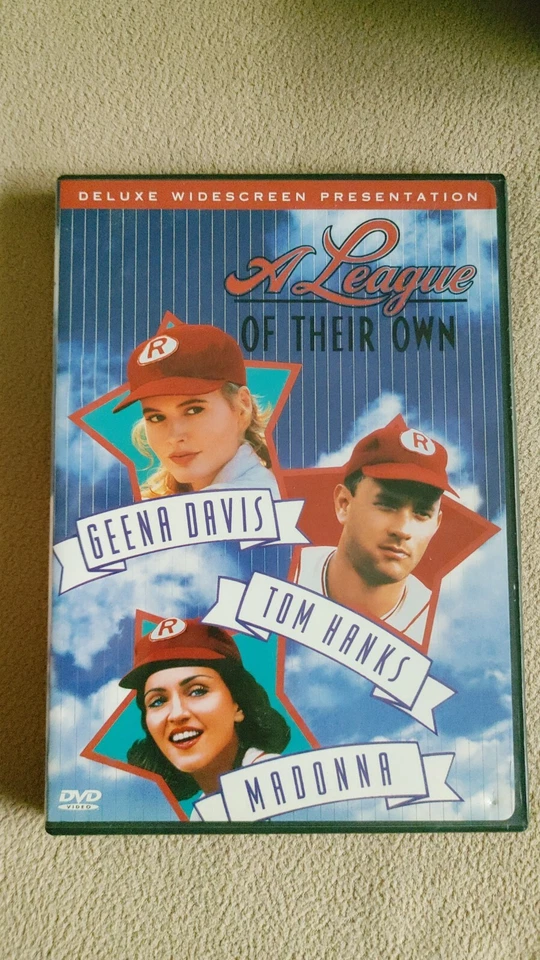 DELUXE WIDESCREEN PRESENTATION
A League
OF THEIR OWN
R
GEENA DAVIS
R
TOM HANKS
R
MADONNA
DVD
VIDEO